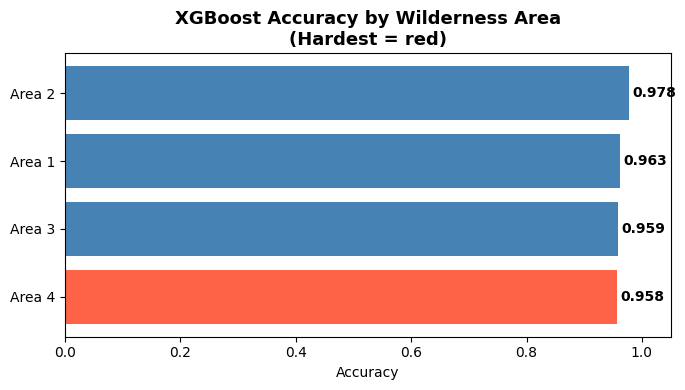 XGBoost Accuracy by Wilderness Area
(Hardest = red)
Area 2
0.978
Area 1
0.963
Area 3
0.959
Area 4
0.958
0.0
0.2
0.4
0.6
0.8
1.0
Accuracy